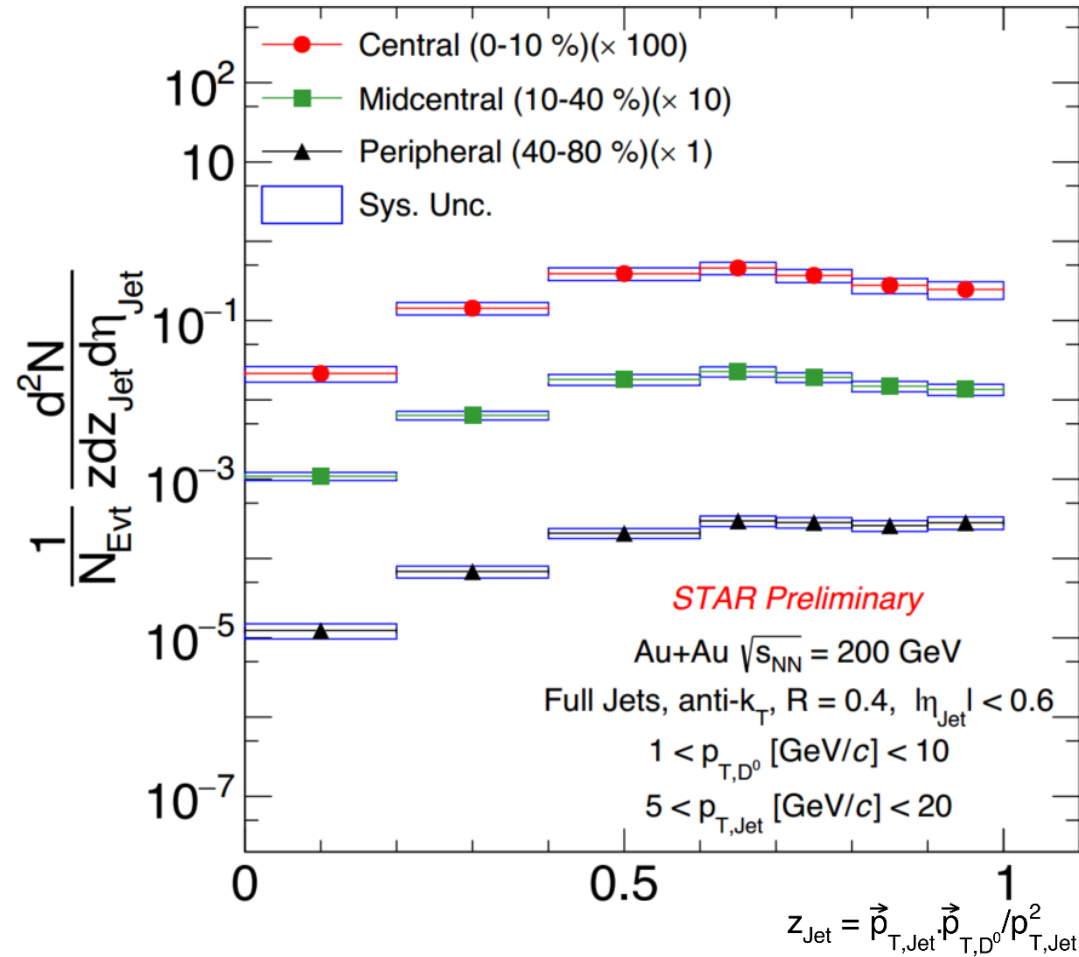 Central (0-10 %)(× 100)
Midcentral (10-40 %)(× 10)
Peripheral (40-80 %)(× 1)
Sys. Unc.
10²
10
10⁻¹
10⁻³
10⁻⁵
10⁻⁷
1/N_Evt d²N/zdz_Jet dη_Jet
STAR Preliminary
Au+Au √s_NN = 200 GeV
Full Jets, anti-k_T, R = 0.4, |η_Jet| < 0.6
1 < p_T,D⁰ [GeV/c] < 10
5 < p_T,Jet [GeV/c] < 20
0 0.5 1
z_Jet = p⃗_T,Jet.p⃗_T,D⁰/p²_T,Jet